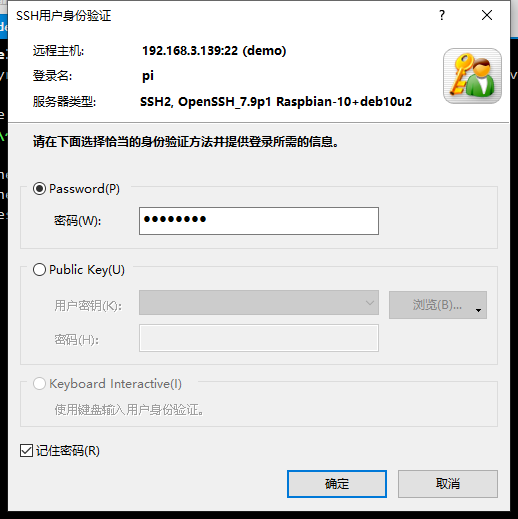 SSH用户身份验证
远程主机: 192.168.3.139:22 (demo)
登录名: pi
服务器类型: SSH2, OpenSSH_7.9p1 Raspbian-10+deb10u2
请在下面选择恰当的身份验证方法并提供登录所需的信息。
Password(P)
密码(W): ●●●●●●●●
Public Key(U)
用户密钥(K):
浏览(B)...
密码(H):
Keyboard Interactive(I)
使用键盘输入用户身份验证。
记住密码(R)
确定
取消